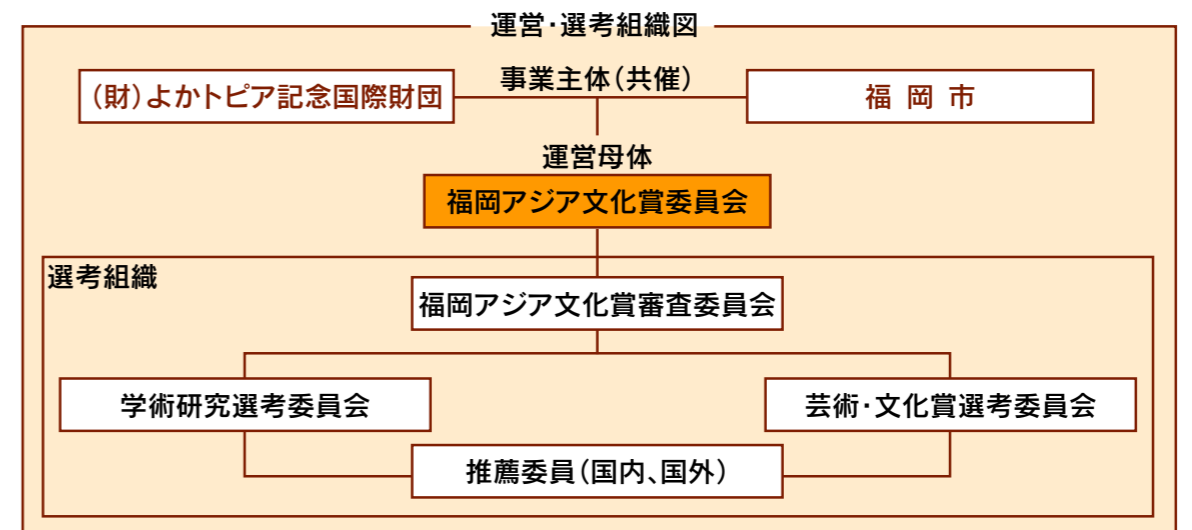 運営・選考組織図
事業主体（共催）
（財）よかトピア記念国際財団
福岡市
運営母体
福岡アジア文化賞委員会
選考組織
福岡アジア文化賞審査委員会
学術研究選考委員会
芸術・文化賞選考委員会
推薦委員（国内、国外）